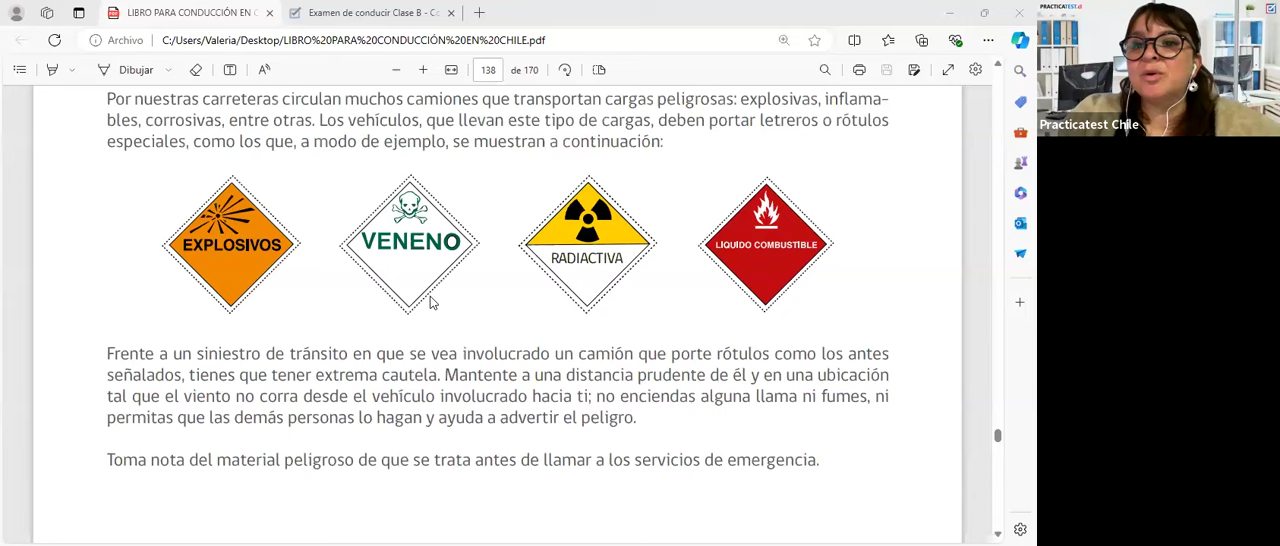 LIBRO PARA CONDUCCIÓN EN C
Examen de conducir Clase B - Co
Archivo
C:/Users/Valeria/Desktop/LIBRO%20PARA%20CONDUCCIÓN%20EN%20CHILE.pdf
Dibujar
138 de 170
PRACTICATEST.cl
Practicatest Chile
Por nuestras carreteras circulan muchos camiones que transportan cargas peligrosas: explosivas, inflama-
bles, corrosivas, entre otras. Los vehículos, que llevan este tipo de cargas, deben portar letreros o rótulos
especiales, como los que, a modo de ejemplo, se muestran a continuación:
EXPLOSIVOS
VENENO
RADIACTIVA
LIQUIDO COMBUSTIBLE
Frente a un siniestro de tránsito en que se vea involucrado un camión que porte rótulos como los antes
señalados, tienes que tener extrema cautela. Mantente a una distancia prudente de él y en una ubicación
tal que el viento no corra desde el vehículo involucrado hacia ti; no enciendas alguna llama ni fumes, ni
permitas que las demás personas lo hagan y ayuda a advertir el peligro.
Toma nota del material peligroso de que se trata antes de llamar a los servicios de emergencia.